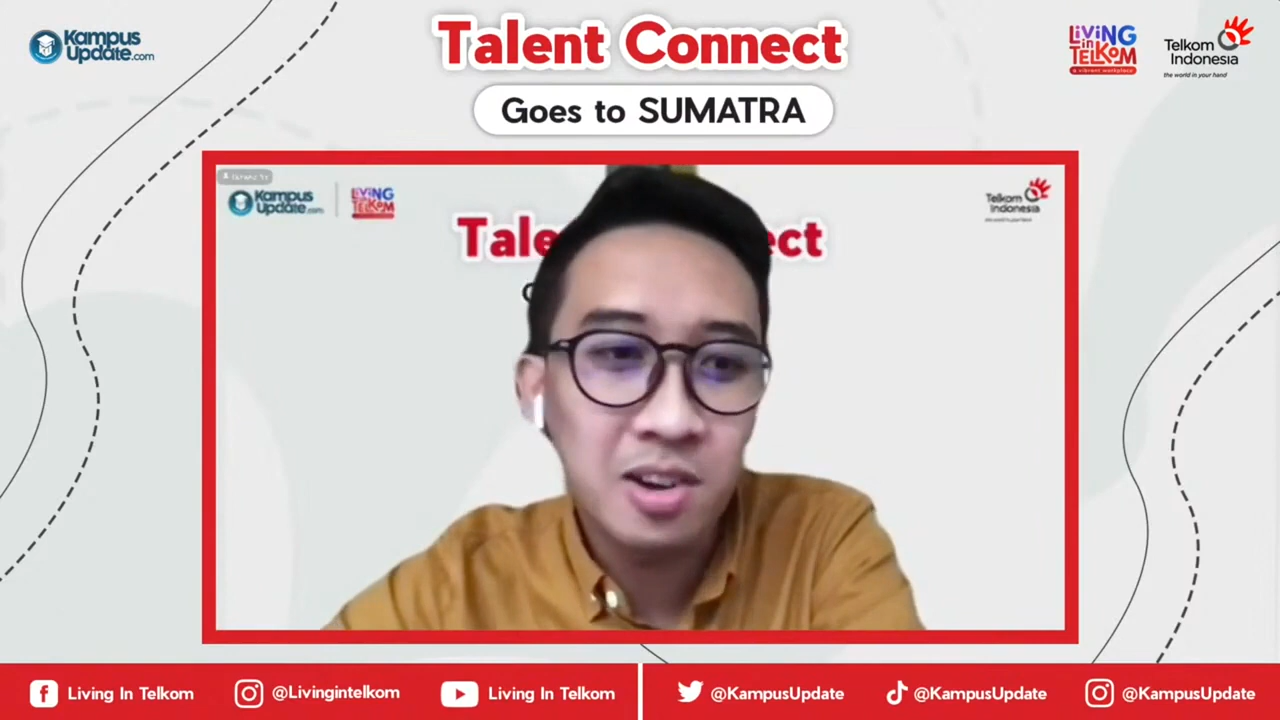 Kampus
Update.com
Talent Connect
Goes to SUMATRA
LiViNG
in
TELKOM
a vibrant workplace
Telkom
Indonesia
the world in your hand
Kampus
Update.com
LiViNG
in
TELKOM
Tale
ect
Telkom
Indonesia
Living In Telkom
@Livingintelkom
Living In Telkom
@KampusUpdate
@KampusUpdate
@KampusUpdate